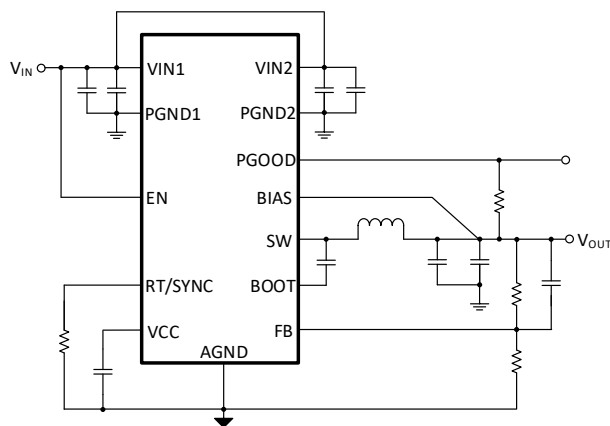 VIN
VIN1
VIN2
PGND1
PGND2
PGOOD
EN
BIAS
SW
VOUT
RT/SYNC
BOOT
VCC
FB
AGND